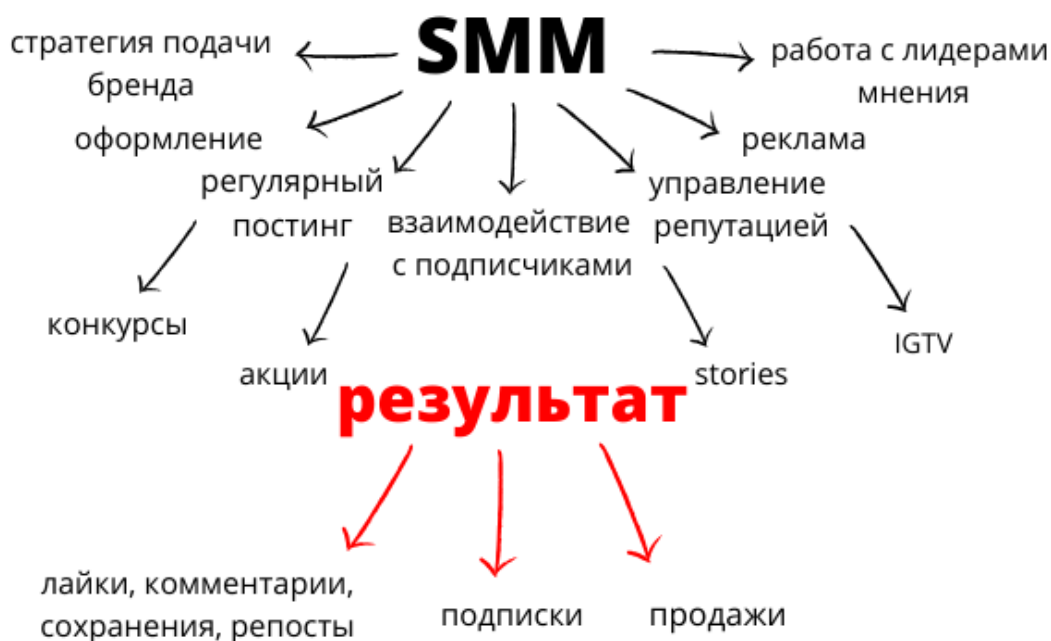 SMM
стратегия подачи
бренда
работа с лидерами
мнения
оформление
реклама
регулярный
постинг
взаимодействие
с подписчиками
управление
репутацией
конкурсы
акции
stories
IGTV
результат
лайки, комментарии,
сохранения, репосты
подписки
продажи